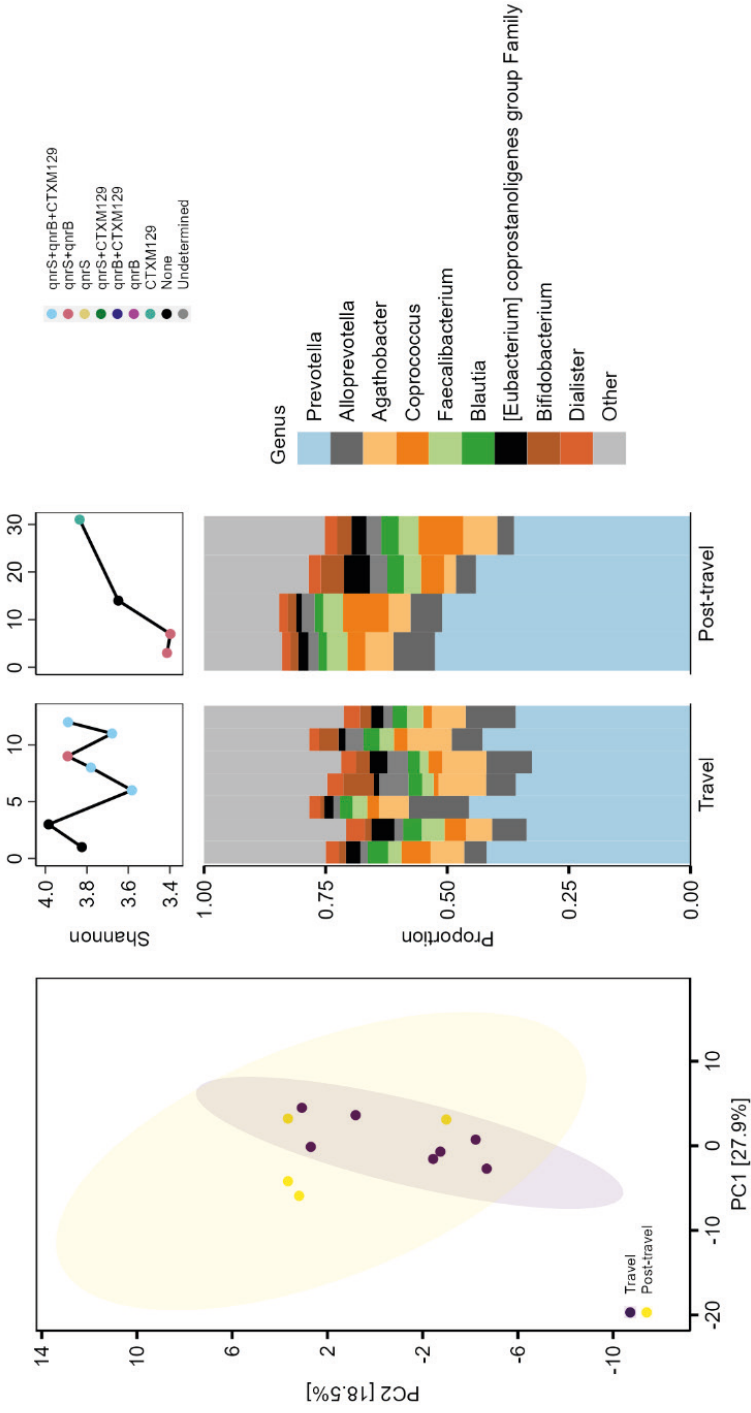 14
10
6
2
-2
-6
-10
PC2 [18.5%]
-20
-10
0
10
PC1 [27.9%]
Travel
Post-travel
4.0
3.8
3.6
3.4
Shannon
0
5
10
0
10
20
30
1.00
0.75
0.50
0.25
0.00
Proportion
Travel
Post-travel
qnrS+qnrB+CTXM129
qnrS+qnrB
qnrS
qnrS+CTXM129
qnrB+CTXM129
qnrB
CTXM129
None
Undetermined
Genus
Prevotella
Alloprevotella
Agathobacter
Coprococcus
Faecalibacterium
Blautia
[Eubacterium] coprostanoligenes group Family
Bifidobacterium
Dialister
Other